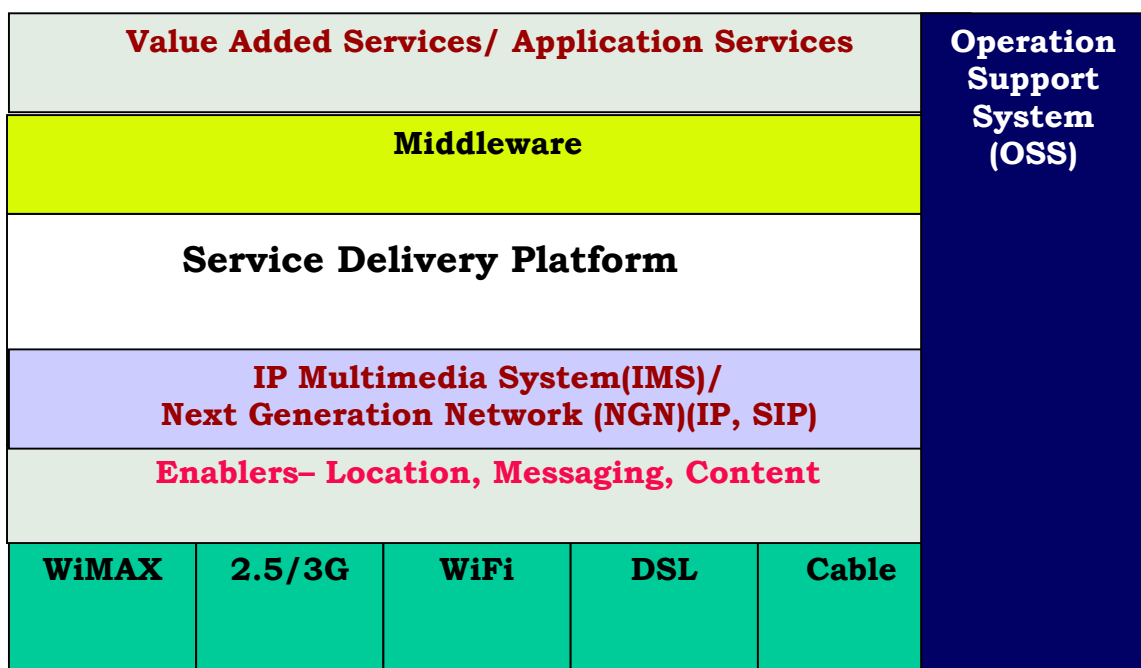 Value Added Services/ Application Services
Operation
Support
System
(OSS)
Middleware
Service Delivery Platform
IP Multimedia System(IMS)/
Next Generation Network (NGN)(IP, SIP)
Enablers– Location, Messaging, Content
WiMAX
2.5/3G
WiFi
DSL
Cable